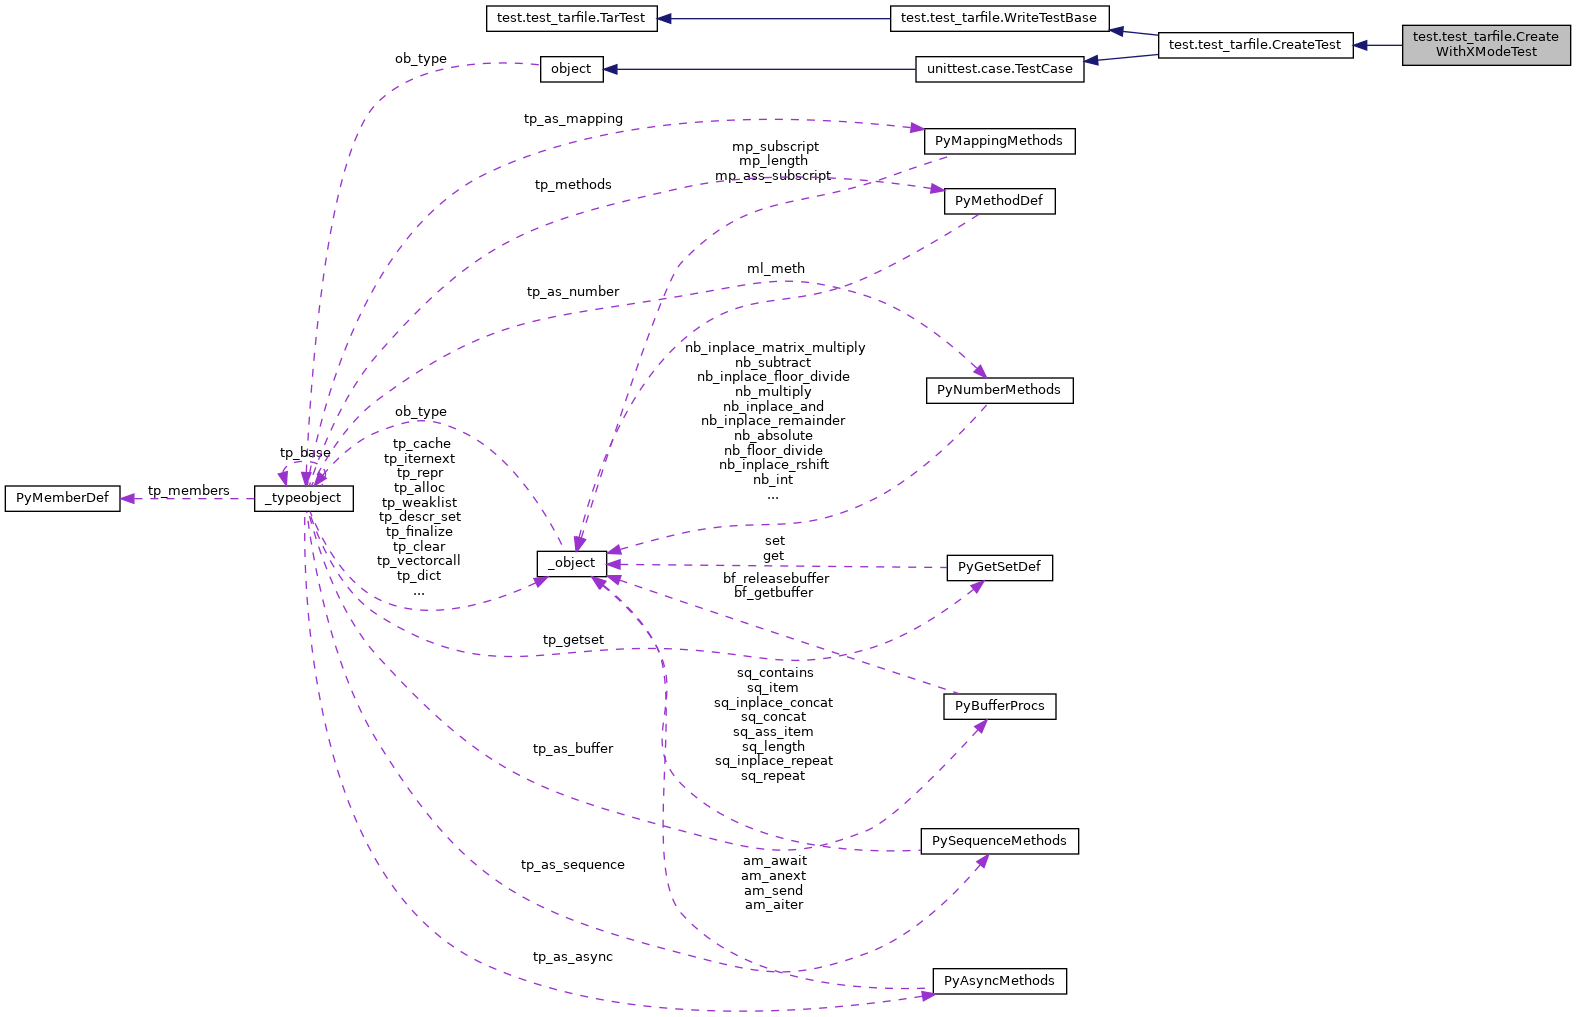 test.test_tarfile.TarTest
test.test_tarfile.WriteTestBase
test.test_tarfile.CreateTest
test.test_tarfile.Create
WithXModeTest
ob_type
object
unittest.case.TestCase
tp_as_mapping
PyMappingMethods
mp_subscript
mp_length
mp_ass_subscript
tp_methods
PyMethodDef
ml_meth
tp_as_number
PyNumberMethods
nb_inplace_matrix_multiply
nb_subtract
nb_inplace_floor_divide
nb_multiply
nb_inplace_and
nb_inplace_remainder
nb_absolute
nb_floor_divide
nb_inplace_rshift
nb_int
...
ob_type
tp_base
tp_cache
tp_iternext
tp_repr
tp_alloc
tp_weaklist
tp_descr_set
tp_finalize
tp_clear
tp_vectorcall
tp_dict
...
PyMemberDef
tp_members
_typeobject
_object
set
get
PyGetSetDef
bf_releasebuffer
bf_getbuffer
tp_getset
PyBufferProcs
sq_contains
sq_item
sq_inplace_concat
sq_concat
sq_ass_item
sq_length
sq_inplace_repeat
sq_repeat
tp_as_buffer
PySequenceMethods
tp_as_sequence
am_await
am_anext
am_send
am_aiter
tp_as_async
PyAsyncMethods